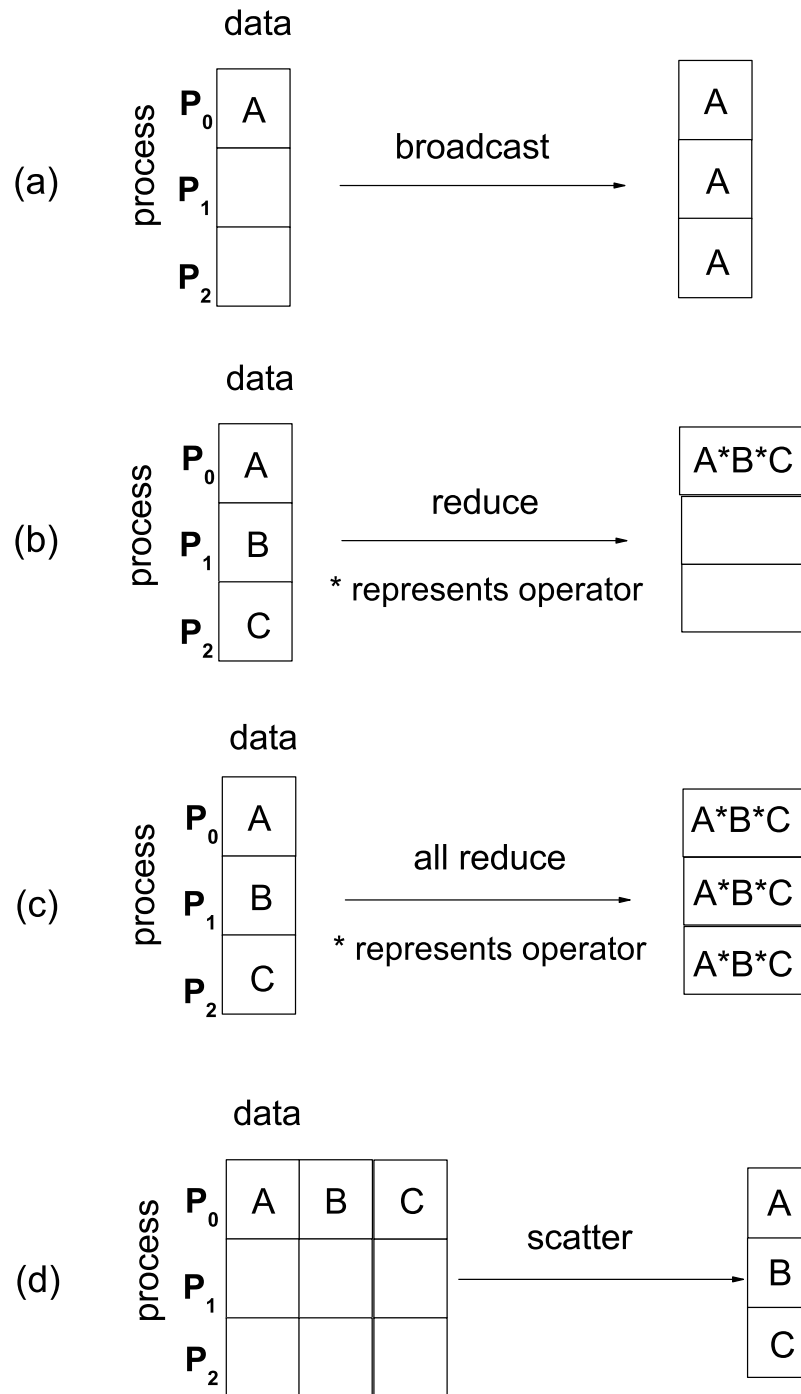 data
(a)
process
P0 A
P1
P2
broadcast
A
A
A
data
(b)
process
P0 A
P1 B
P2 C
reduce
* represents operator
A*B*C
data
(c)
process
P0 A
P1 B
P2 C
all reduce
* represents operator
A*B*C
A*B*C
A*B*C
data
(d)
process
P0 A B C
P1
P2
scatter
A
B
C